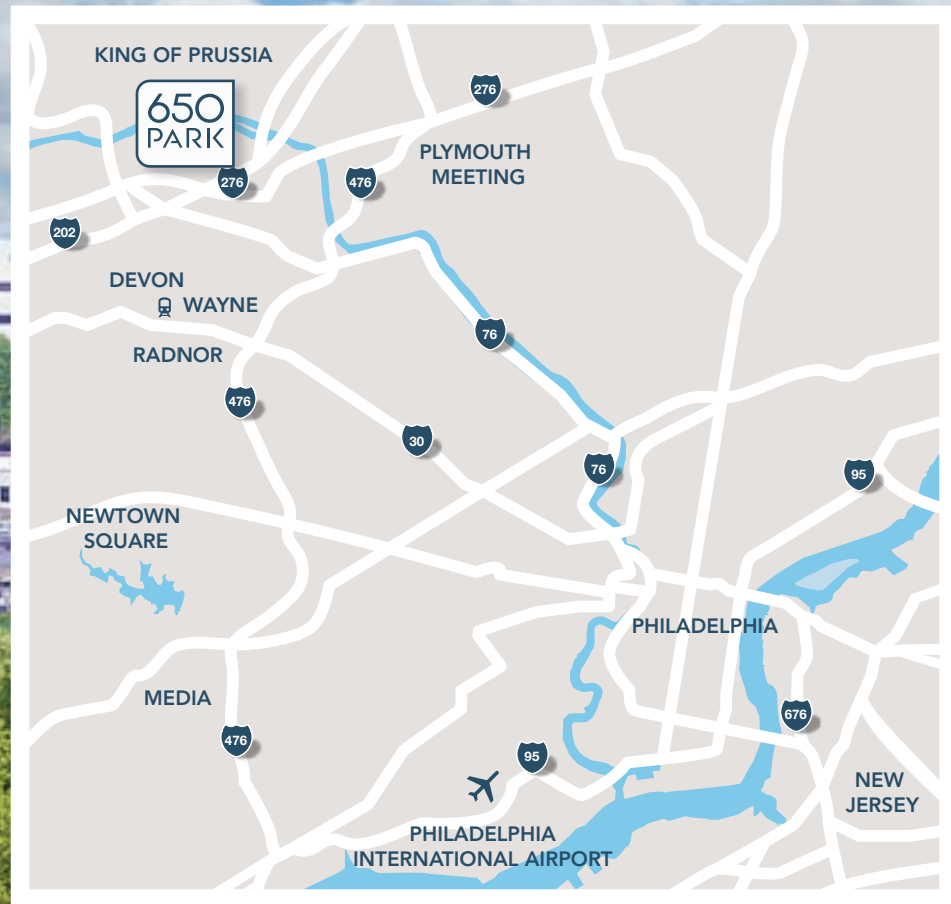 KING OF PRUSSIA
650
PARK
276
PLYMOUTH
MEETING
276
476
202
DEVON
WAYNE
RADNOR
76
476
30
76
95
NEWTOWN
SQUARE
PHILADELPHIA
MEDIA
676
476
95
NEW
JERSEY
PHILADELPHIA
INTERNATIONAL AIRPORT